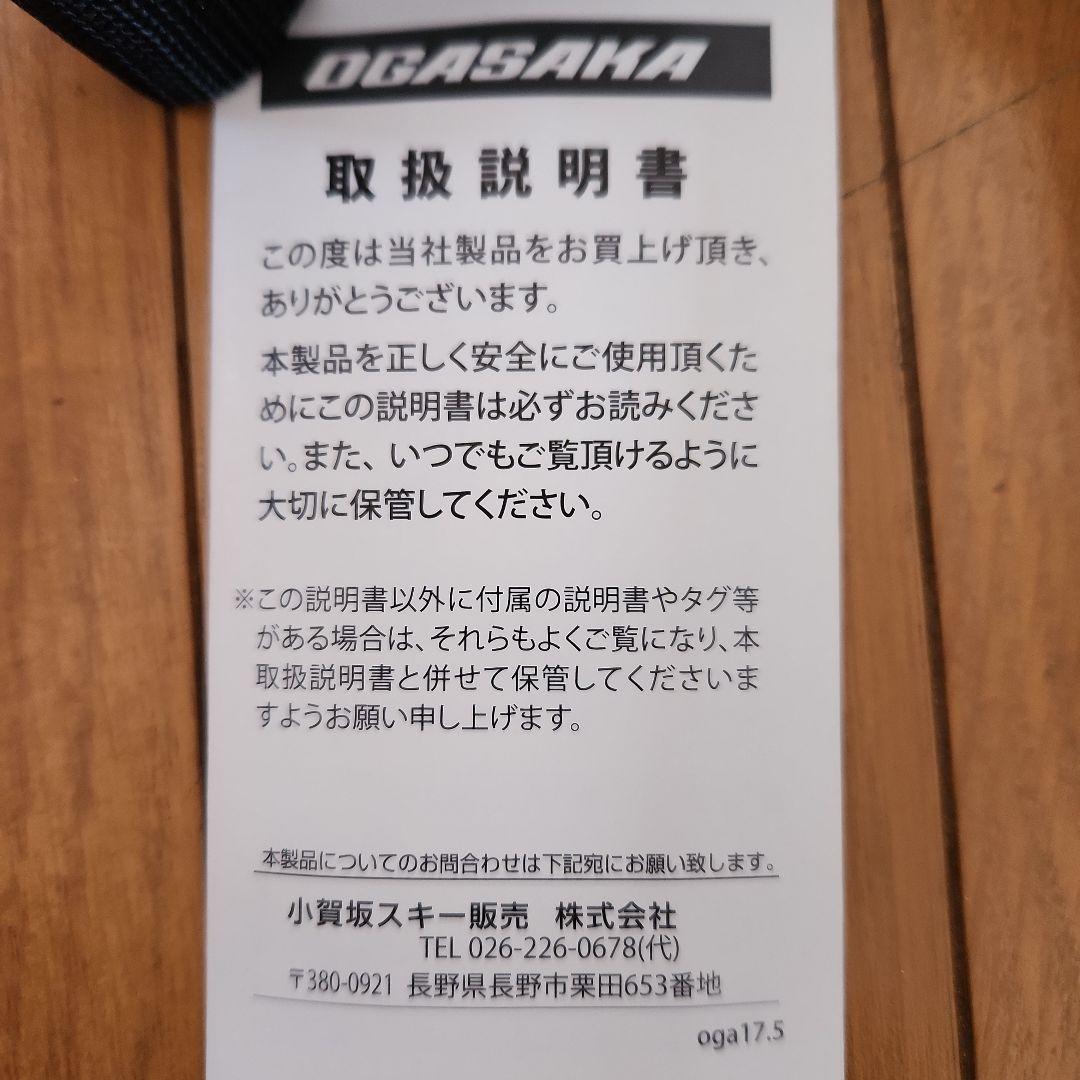 OGASAKA
取扱説明書
この度は当社製品をお買上げ頂き、
ありがとうございます。
本製品を正しく安全にご使用頂くた
めにこの説明書は必ずお読みくださ
い。また、いつでもご覧頂けるように
大切に保管してください。
※この説明書以外に付属の説明書やタグ等
がある場合は、それらもよくご覧になり、本
取扱説明書と併せて保管してくださいま
すようお願い申し上げます。
本製品についてのお問合わせは下記宛にお願い致します。
小賀坂スキー販売 株式会社
TEL 026-226-0678(代)
〒380-0921 長野県長野市栗田653番地
oga17.5